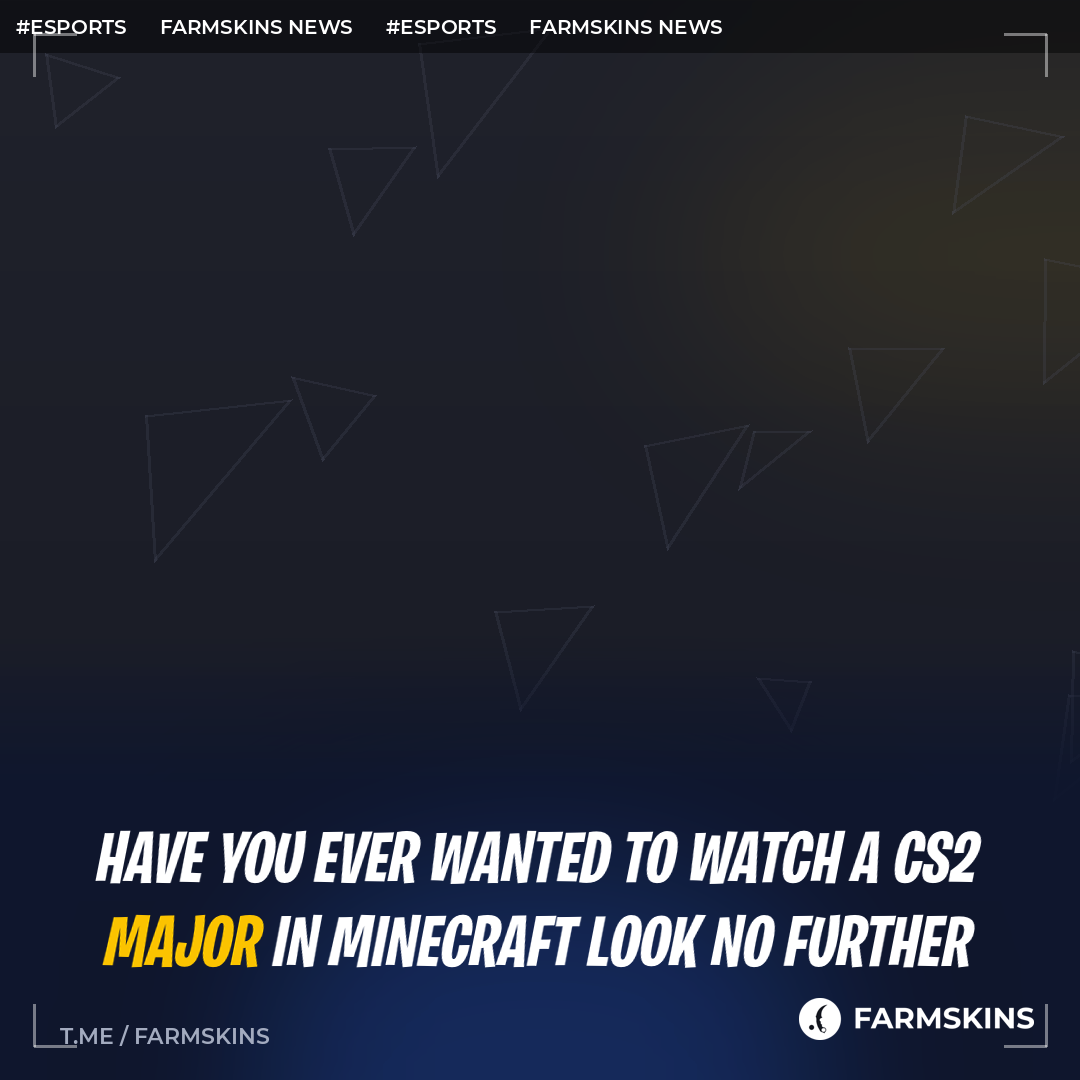 #ESPORTS FARMSKINS NEWS #ESPORTS FARMSKINS NEWS
HAVE YOU EVER WANTED TO WATCH A CS2
MAJOR IN MINECRAFT LOOK NO FURTHER
T.ME / FARMSKINS
FARMSKINS